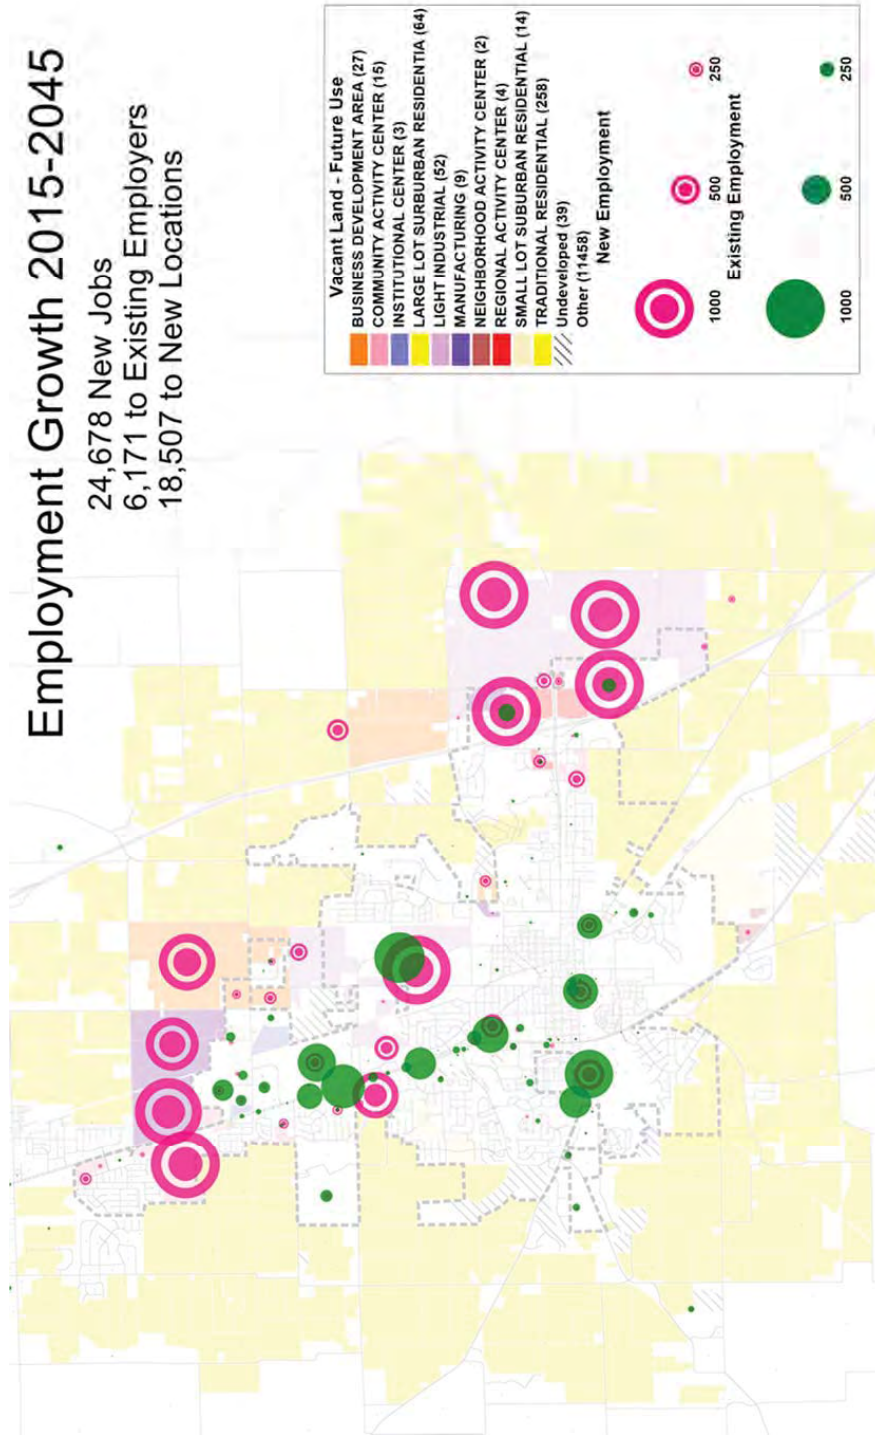 Employment Growth 2015-2045
24,678 New Jobs
6,171 to Existing Employers
18,507 to New Locations
Vacant Land - Future Use
BUSINESS DEVELOPMENT AREA (27)
COMMUNITY ACTIVITY CENTER (15)
INSTITUTIONAL CENTER (3)
LARGE LOT SURBURBAN RESIDENTIA (64)
LIGHT INDUSTRIAL (52)
MANUFACTURING (9)
NEIGHBORHOOD ACTIVITY CENTER (2)
REGIONAL ACTIVITY CENTER (4)
SMALL LOT SUBURBAN RESIDENTIAL (14)
TRADITIONAL RESIDENTIAL (258)
Undeveloped (39)
Other (11458)
New Employment
1000 500 250
Existing Employment
1000 500 250